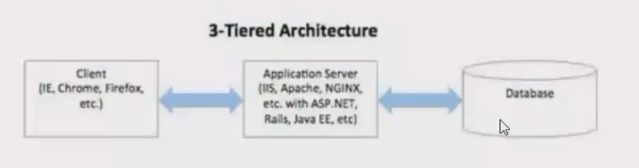 3-Tiered Architecture
Client
(IE, Chrome, Firefox,
etc.)
Application Server
(IIS, Apache, NGINX,
etc. with ASP.NET,
Rails, Java EE, etc)
Database